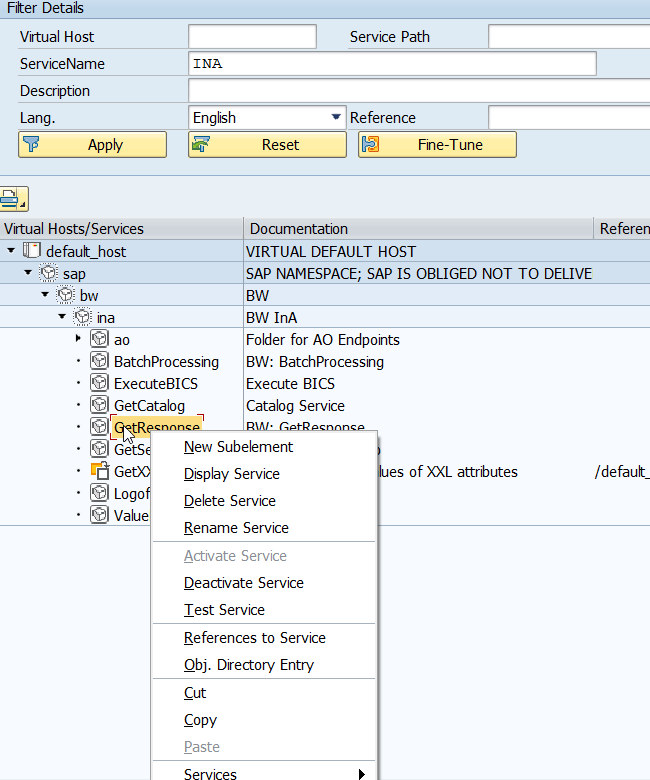 Filter Details
Virtual Host Service Path
ServiceName INA
Description
Lang. English Reference
Apply Reset Fine-Tune
Virtual Hosts/Services Documentation Referen
default_host VIRTUAL DEFAULT HOST
sap SAP NAMESPACE; SAP IS OBLIGED NOT TO DELIVE
bw BW
ina BW InA
ao Folder for AO Endpoints
BatchProcessing BW: BatchProcessing
ExecuteBICS Execute BICS
GetCatalog Catalog Service
GetResponse BW: GetResponse
GetSe
GetXX lues of XXL attributes /default_
Logof
Value
New Subelement
Display Service
Delete Service
Rename Service
Activate Service
Deactivate Service
Test Service
References to Service
Obj. Directory Entry
Cut
Copy
Paste
Services